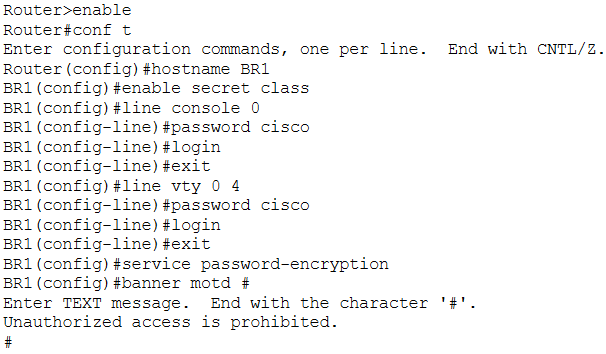 Router>enable
Router#conf t
Enter configuration commands, one per line.  End with CNTL/Z.
Router(config)#hostname BR1
BR1(config)#enable secret class
BR1(config)#line console 0
BR1(config-line)#password cisco
BR1(config-line)#login
BR1(config-line)#exit
BR1(config)#line vty 0 4
BR1(config-line)#password cisco
BR1(config-line)#login
BR1(config-line)#exit
BR1(config)#service password-encryption
BR1(config)#banner motd #
Enter TEXT message.  End with the character '#'.
Unauthorized access is prohibited.
#